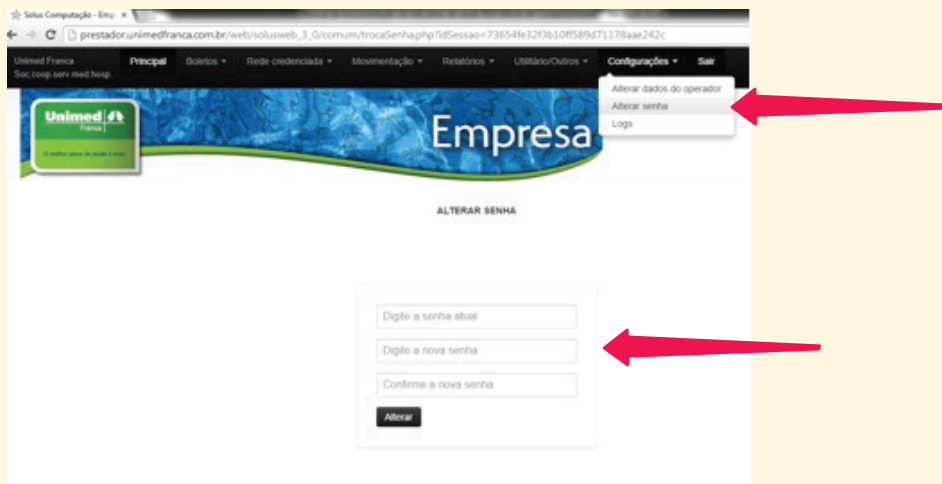 Solus Computação - Emp
prestador.unimedfranca.com.br/web/solusweb_3_0/comum/trocaSenha.php?idSessao=73654fe32f3b10ff589d71178aae242c
Unimed Franca
Soc.coop.serv.med.hosp.
Principal Boletos Rede credenciada Movimentação Relatórios Utilitário/Outros Configurações Sair
Alterar dados do operador
Alterar senha
Logs
Unimed
Franca
Empresa
ALTERAR SENHA
Digite a senha atual
Digite a nova senha
Confirme a nova senha
Alterar